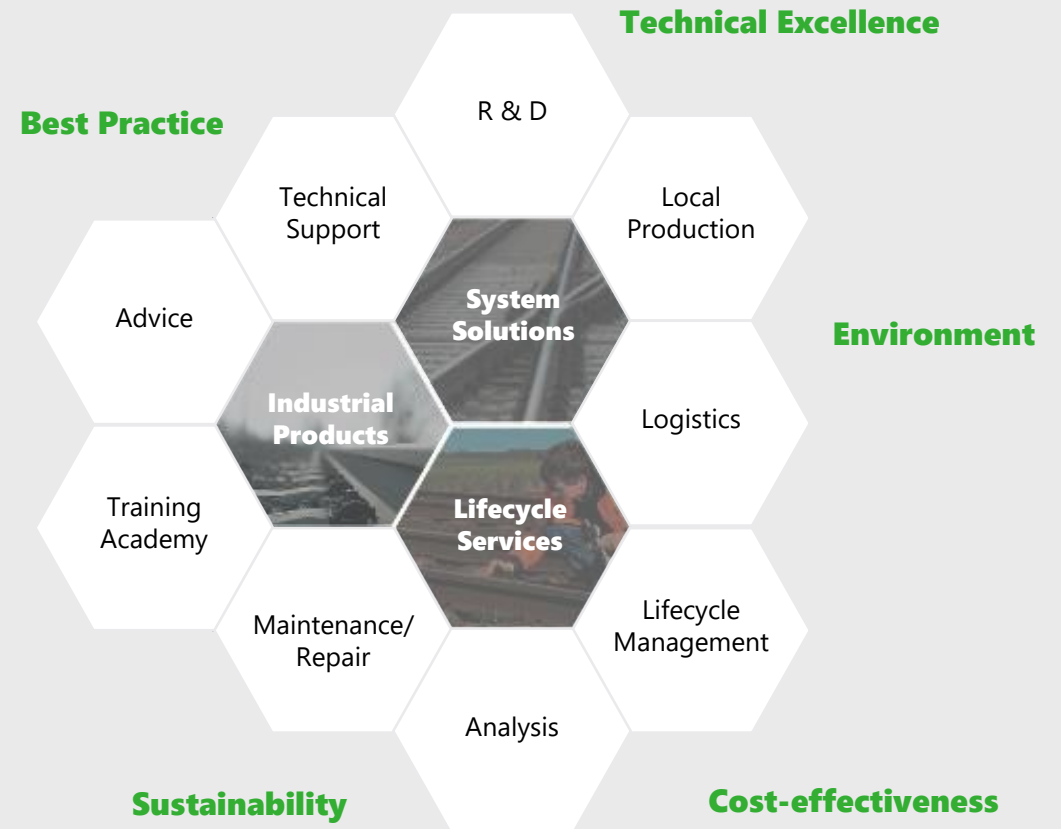 Technical Excellence
R & D
Best Practice
Technical
Support
Local
Production
Advice
System
Solutions
Environment
Industrial
Products
Logistics
Training
Academy
Lifecycle
Services
Maintenance/
Repair
Lifecycle
Management
Analysis
Sustainability
Cost-effectiveness